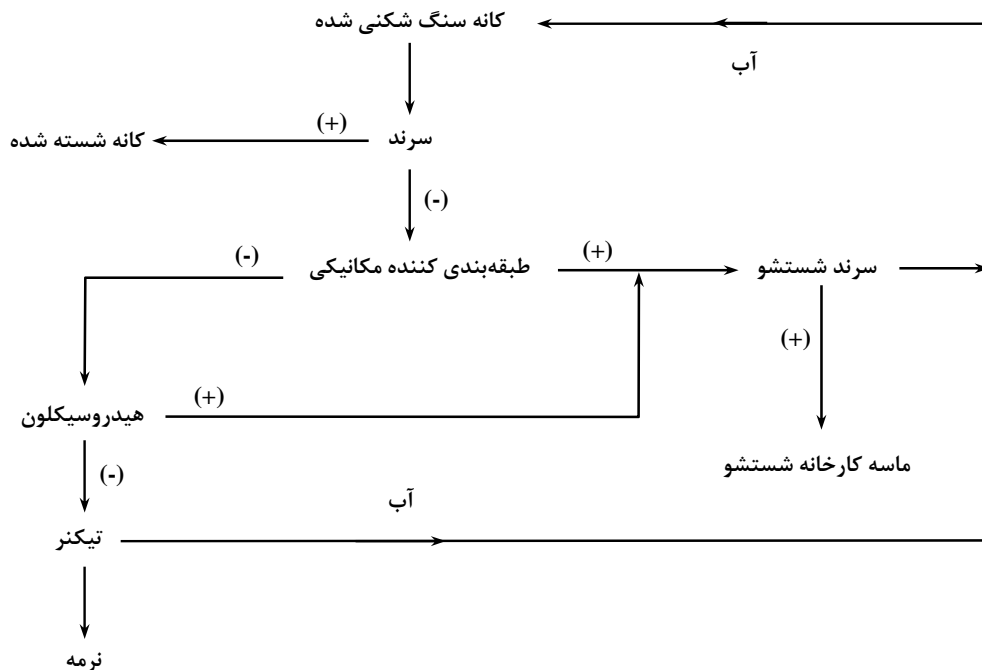 کانه سنگ شکنی شده
آب
(+)
سرند
کانه شسته شده
(-)
(-)
طبقه‌بندی کننده مکانیکی
(+)
سرند شستشو
(+)
هیدروسیکلون
(+)
ماسه کارخانه شستشو
(-)
آب
تیکنر
نرمه